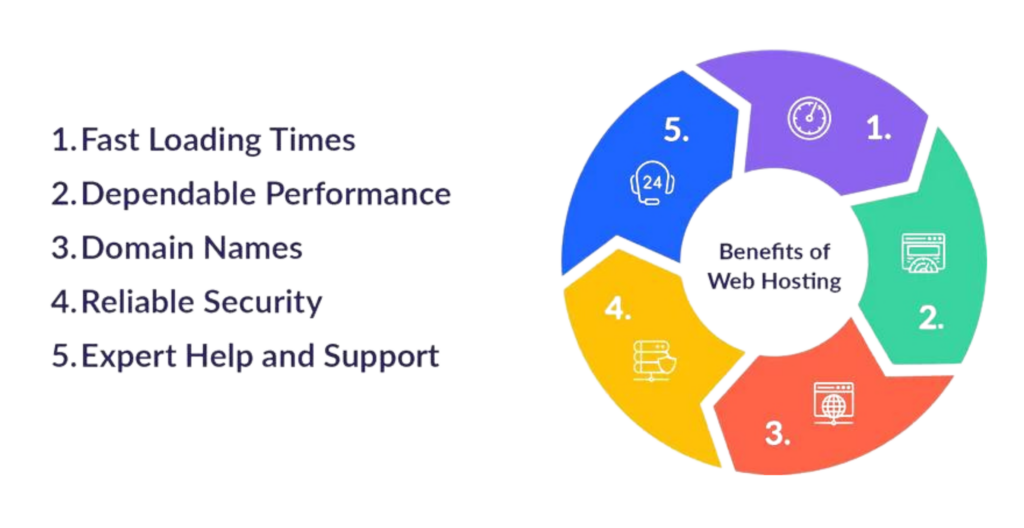 1. Fast Loading Times
2. Dependable Performance
3. Domain Names
4. Reliable Security
5. Expert Help and Support
5.
1.
24
Benefits of
Web Hosting
4.
2.
3.